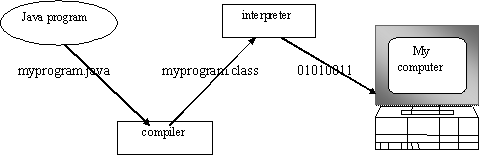 Java program
interpreter
My
computer
myprogram.java
myprogram.class
01010011
compiler